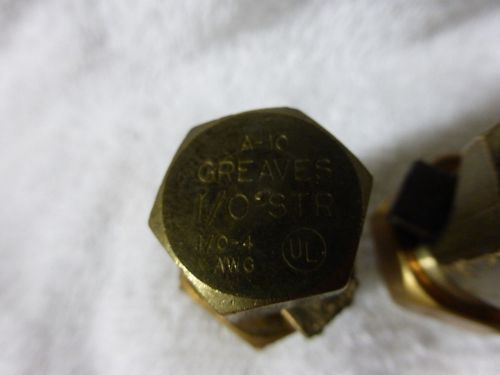 A-10
GREAVES
1/0 STR
1/0-4 UL
AWG